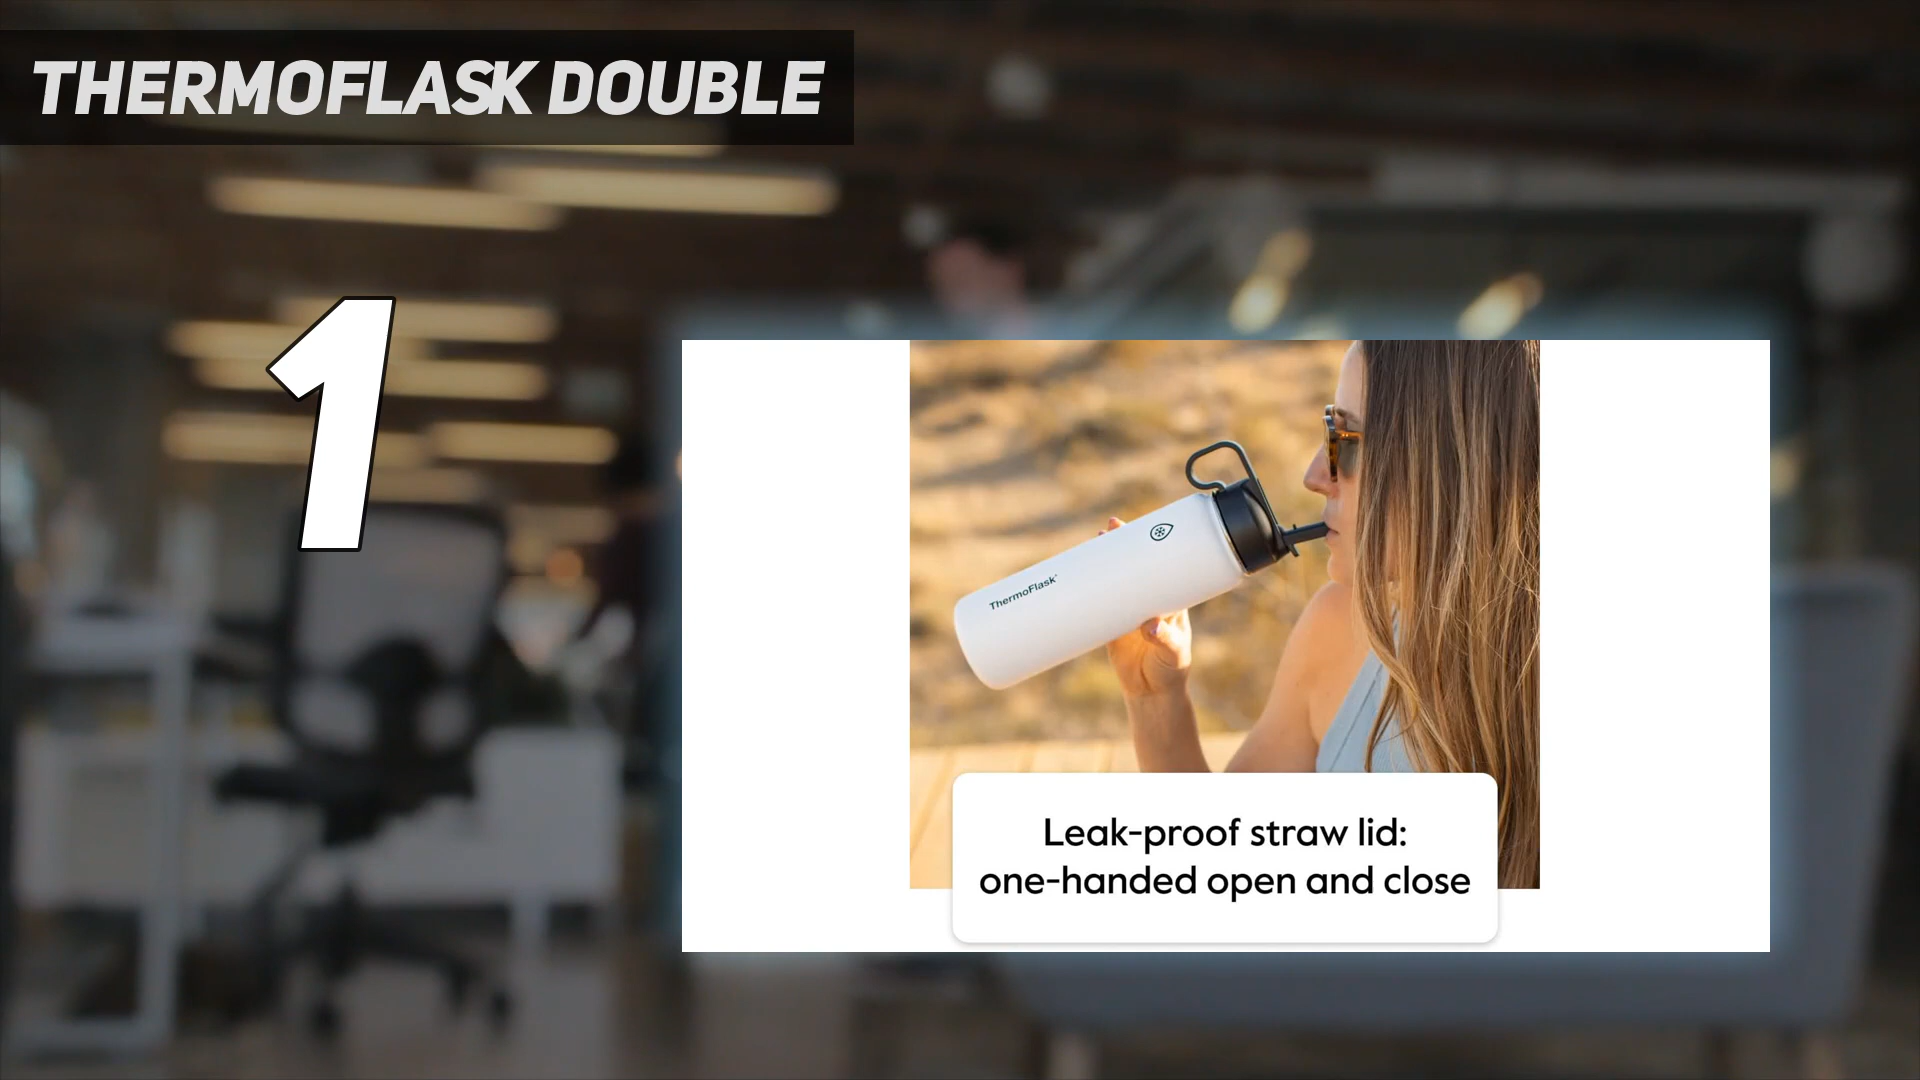 THERMOFLASK DOUBLE
1
ThermoFlask
Leak-proof straw lid:
one-handed open and close